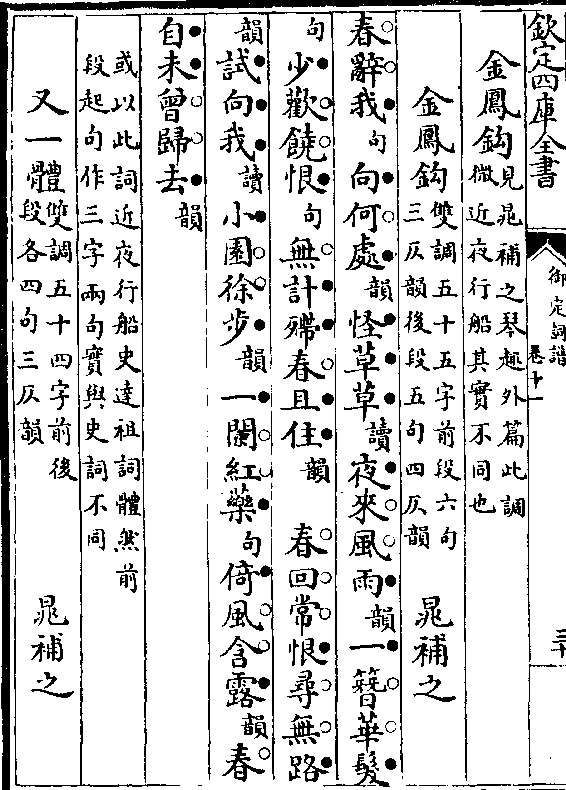 欽定四庫全書
御定詞譜
卷十一
三十
金鳳鈎見晁補之琴趣外篇此調
微近夜行船其實不同也
金鳳鈎雙調五十五字前段六句
三仄韻後段五句四仄韻
晁補之
春辭我句向何處韻怪草草讀夜來風雨韻一簪華髮
句少歡饒恨句無計殢春且住韻 春回常恨尋無路
韻試向我讀小園徐步韻一闌紅藥句倚風含露韻春
自未曾歸去韻
或以此詞近夜行船史達祖詞體然前
段起句作三字兩句實與史詞不同
又一體雙調五十四字前後
段各四句三仄韻
晁補之